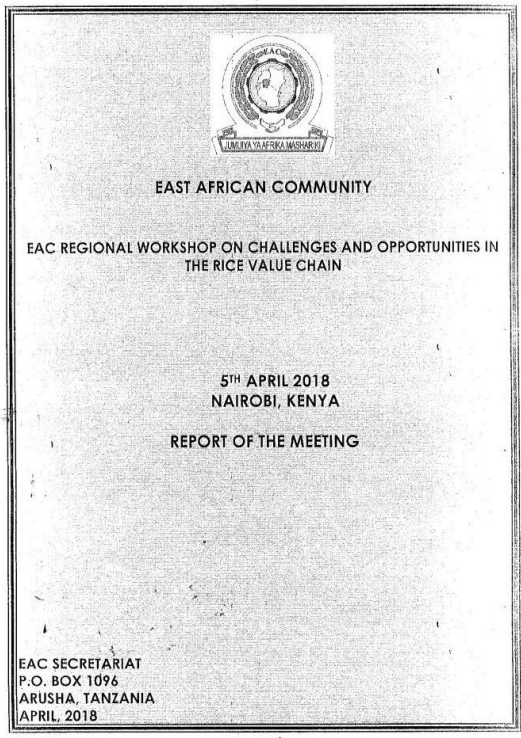 EAC
JUMUIYA YA AFRIKA MASHARIKI
EAST AFRICAN COMMUNITY
EAC REGIONAL WORKSHOP ON CHALLENGES AND OPPORTUNITIES IN
THE RICE VALUE CHAIN
5TH APRIL 2018
NAIROBI, KENYA
REPORT OF THE MEETING
EAC SECRETARIAT
P.O. BOX 1096
ARUSHA, TANZANIA
APRIL, 2018